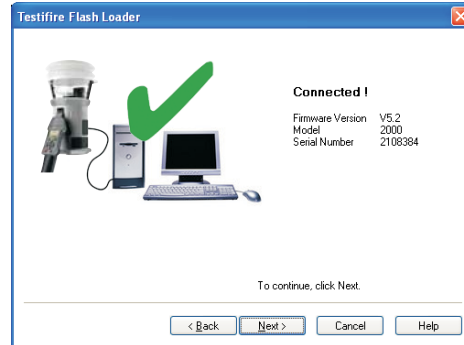 Testifire Flash Loader
Connected !
Firmware Version V5.2
Model 2000
Serial Number 2108384
To continue, click Next.
< Back Next > Cancel Help